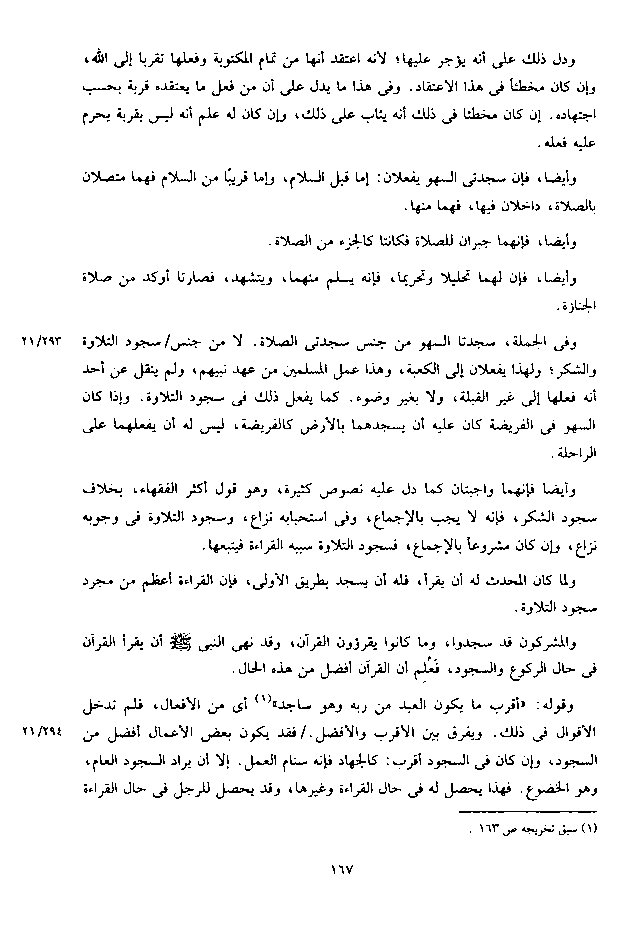 ودل ذلك على أنه يؤجر عليها؛ لأنه اعتقد أنها من تمام المكتوبة وفعلها تقربا إلى الله،
وإن كان مخطئاً فى هذا الاعتقاد. وفى هذا ما يدل على أن من فعل ما يعتقده قربة بحسب
اجتهاده. إن كان مخطئا فى ذلك أنه يثاب على ذلك، وإن كان له علم أنه ليس بقربة يحرم
عليه فعله.
وأيضا، فإن سجدتى السهو يفعلان: إما قبل السلام، وإما قريبًا من السلام فهما متصلان
بالصلاة، داخلان فيها، فهما منها.
وأيضا، فإنهما جبران للصلاة فكانتا كالجزء من الصلاة.
وأيضا، فإن لهما تحليلا وتحريما، فإنه يسلم منهما، ويتشهد، فصارتا أوكد من صلاة
الجنازة.
وفى الجملة، سجدتا السهو من جنس سجدتى الصلاة. لا من جنس/ سجود التلاوة ٢١/٢٩٣
والشكر؛ ولهذا يفعلان إلى الكعبة، وهذا عمل المسلمين من عهد نبيهم، ولم ينقل عن أحد
أنه فعلها إلى غير القبلة، ولا بغير وضوء. كما يفعل ذلك فى سجود التلاوة. وإذا كان
السهو فى الفريضة كان عليه أن يسجدهما بالأرض كالفريضة، ليس له أن يفعلهما على
الراحلة.
وأيضا فإنهما واجبتان كما دل عليه نصوص كثيرة، وهو قول أكثر الفقهاء، بخلاف
سجود الشكر، فإنه لا يجب بالإجماع، وفى استحبابه نزاع، وسجود التلاوة فى وجوبه
نزاع، وإن كان مشروعاً بالإجماع، فسجود التلاوة سببه القراءة فيتبعها.
ولما كان المحدث له أن يقرأ، فله أن يسجد بطريق الأولى، فإن القراءة أعظم من مجرد
سجود التلاوة.
والمشركون قد سجدوا، وما كانوا يقرؤون القرآن، وقد نهى النبى ﷺ أن يقرأ القرآن
فى حال الركوع والسجود، فَعُلِم أن القرآن أفضل من هذه الحال.
وقوله: «أقرب ما يكون العبد من ربه وهو ساجد»(١) أى من الأفعال، فلم تدخل
الأقوال فى ذلك. ويفرق بين الأقرب والأفضل./ فقد يكون بعض الأعمال أفضل من ٢١/٢٩٤
السجود، وإن كان فى السجود أقرب: كالجهاد فإنه سنام العمل. إلا أن يراد السجود العام،
وهو الخضوع. فهذا يحصل له فى حال القراءة وغيرها، وقد يحصل للرجل فى حال القراءة
(١) سبق تخريجه ص ١٦٣ .
١٦٧